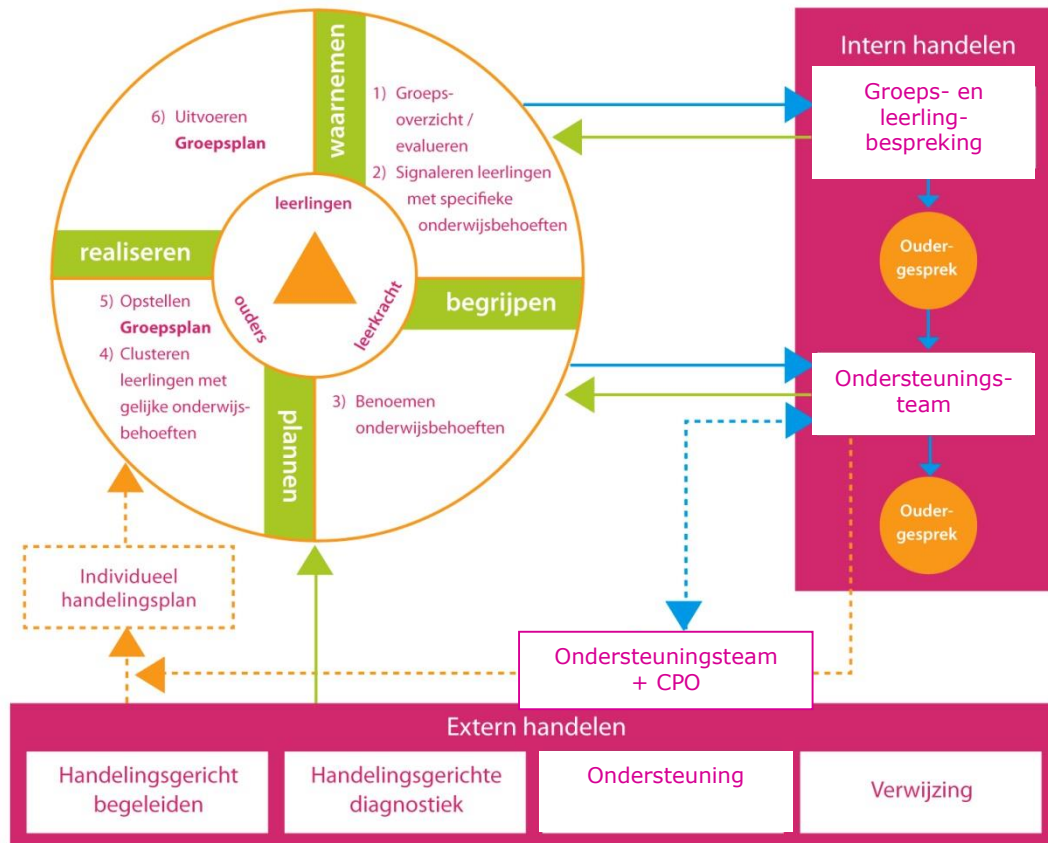 waarnemen
1) Groeps-
overzicht /
evalueren
2) Signaleren leerlingen
met specifieke
onderwijsbehoeften
begrijpen
3) Benoemen
onderwijsbehoeften
plannen
5) Opstellen
Groepsplan
4) Clusteren
leerlingen met
gelijke onderwijs-
behoeften
realiseren
6) Uitvoeren
Groepsplan
leerlingen
ouders
leerkracht
Intern handelen
Groeps- en
leerling-
bespreking
Ouder-
gesprek
Ondersteunings-
team
Ouder-
gesprek
Individueel
handelingsplan
Ondersteuningsteam
+ CPO
Extern handelen
Handelingsgericht
begeleiden
Handelingsgerichte
diagnostiek
Ondersteuning
Verwijzing